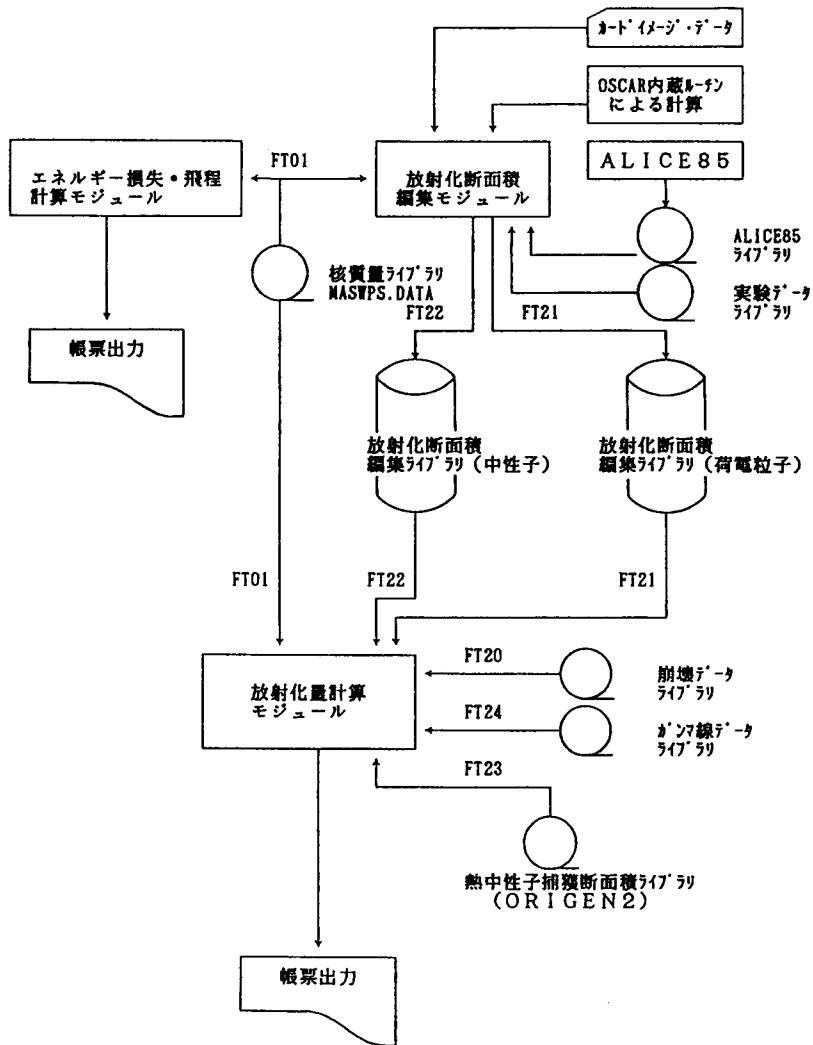 カードイメージ・データ
OSCAR内蔵ルーチン
による計算
FT01
エネルギー損失・飛程
計算モジュール
放射化断面積
編集モジュール
ALICE85
ALICE85
ライブラリ
核質量ライブラリ
MASWPS.DATA
実験データ
ライブラリ
FT22
FT21
帳票出力
放射化断面積
編集ライブラリ(中性子)
放射化断面積
編集ライブラリ(荷電粒子)
FT01
FT22
FT21
放射化量計算
モジュール
FT20
崩壊データ
ライブラリ
FT24
ガンマ線データ
ライブラリ
FT23
熱中性子捕獲断面積ライブラリ
(ORIGEN2)
帳票出力